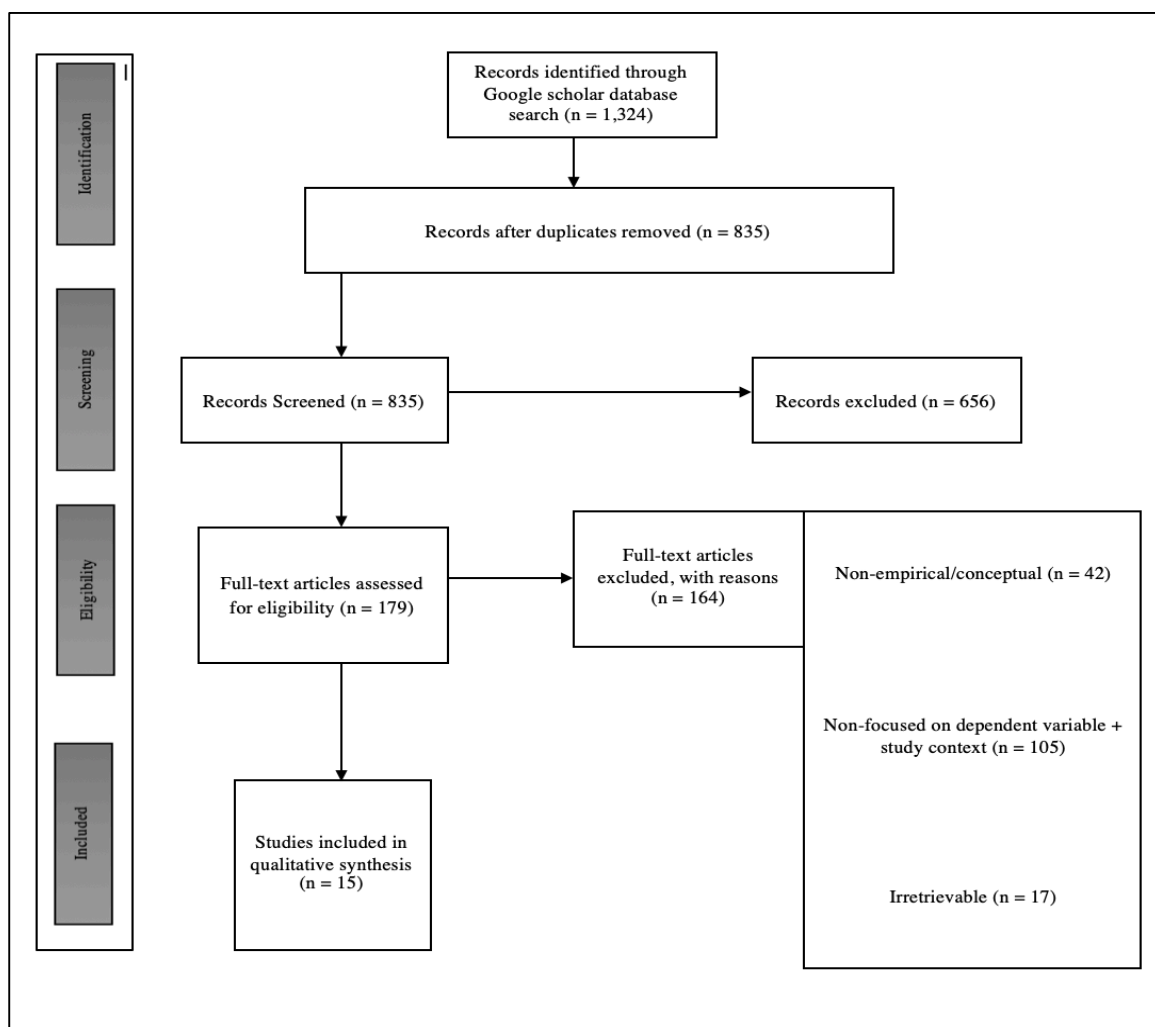 Identification
Screening
Eligibility
Included
Records identified through
Google scholar database
search (n = 1,324)
Records after duplicates removed (n = 835)
Records Screened (n = 835)
Records excluded (n = 656)
Full-text articles assessed
for eligibility (n = 179)
Full-text articles
excluded, with reasons
(n = 164)
Non-empirical/conceptual (n = 42)
Non-focused on dependent variable +
study context (n = 105)
Irretrievable (n = 17)
Studies included in
qualitative synthesis
(n = 15)